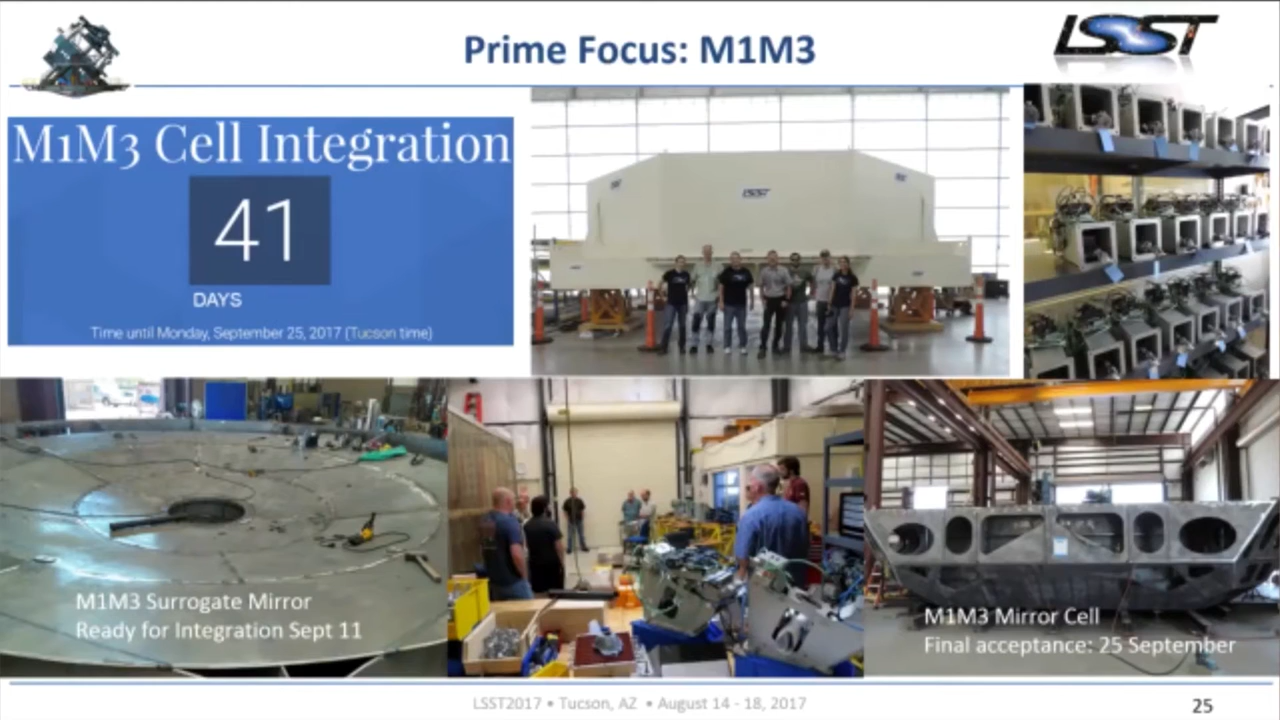 Prime Focus: M1M3
LSST
M1M3 Cell Integration
41
DAYS
Time until Monday, September 25, 2017 (Tucson time)
LSST
M1M3 Surrogate Mirror
Ready for Integration Sept 11
M1M3 Mirror Cell
Final acceptance: 25 September
LSST2017 • Tucson, AZ • August 14 - 18, 2017
25